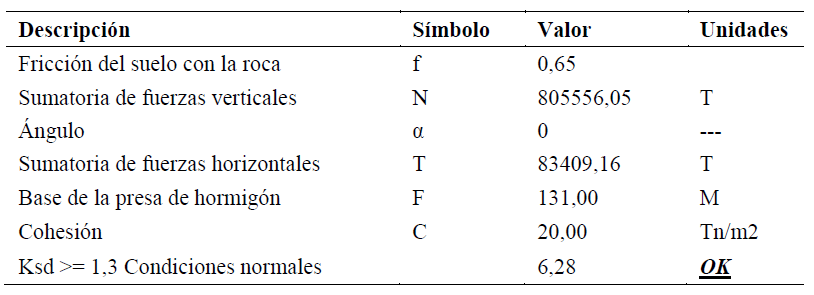 Descripción Símbolo Valor Unidades
Fricción del suelo con la roca f 0,65
Sumatoria de fuerzas verticales N 805556,05 T
Ángulo α 0 ---
Sumatoria de fuerzas horizontales T 83409,16 T
Base de la presa de hormigón F 131,00 M
Cohesión C 20,00 Tn/m2
Ksd >= 1,3 Condiciones normales 6,28 OK